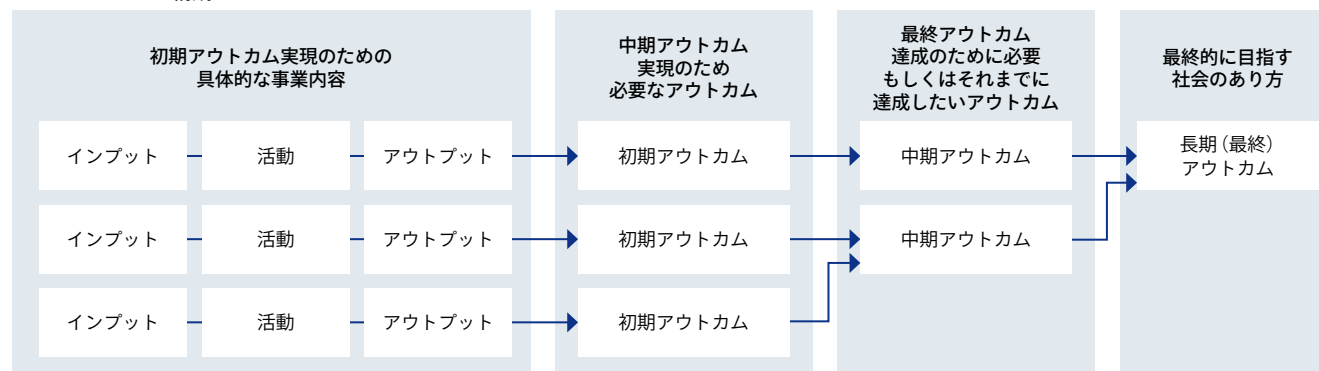 初期アウトカム実現のための
具体的な事業内容
中期アウトカム
実現のため
必要なアウトカム
最終アウトカム
達成のために必要
もしくはそれまでに
達成したいアウトカム
最終的に目指す
社会のあり方
インプット
活動
アウトプット
初期アウトカム
中期アウトカム
長期（最終）
アウトカム
インプット
活動
アウトプット
初期アウトカム
中期アウトカム
インプット
活動
アウトプット
初期アウトカム